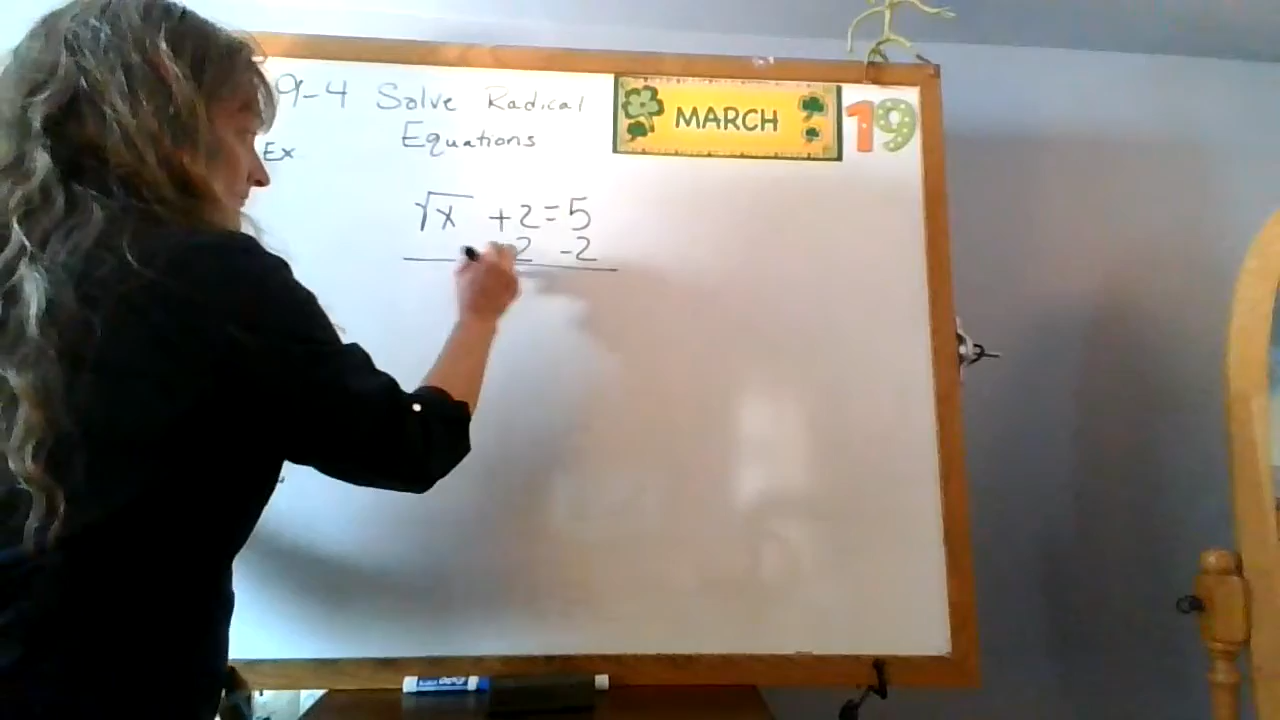 9-4 Solve Radical
Equations
MARCH
19
Ex
√x +2=5
2 -2